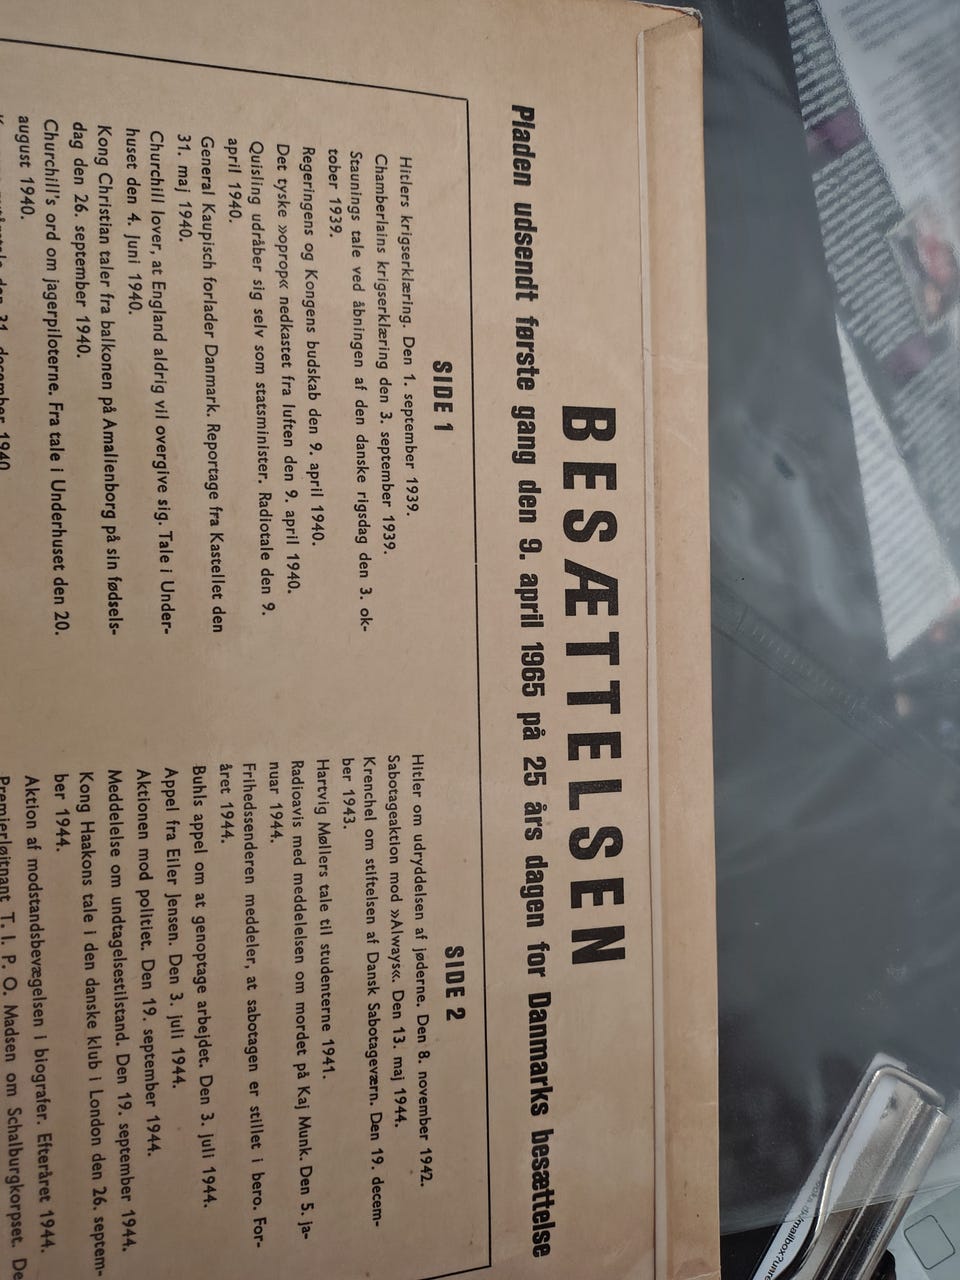 BESÆTTELSEN
Pladen udsendt første gang den 9. april 1965 på 25 års dagen for Danmarks besættelse
SIDE 1
Hitlers krigserklæring. Den 1. september 1939.
Chamberlains krigserklæring den 3. september 1939.
Staunings tale ved åbningen af den danske rigsdag den 3. ok-
tober 1939.
Regeringens og Kongens budskab den 9. april 1940.
Det tyske »oprop« nedkastet fra luften den 9. april 1940.
Quisling udråber sig selv som statsminister. Radiotale den 9.
april 1940.
General Kaupisch forlader Danmark. Reportage fra Kastellet den
31. maj 1940.
Churchill lover, at England aldrig vil overgive sig. Tale i Under-
huset den 4. juni 1940.
Kong Christian taler fra balkonen på Amalienborg på sin fødsels-
dag den 26. september 1940.
Churchill's ord om jagerpiloterne. Fra tale i Underhuset den 20.
august 1940.
den 31. december 1940
SIDE 2
Hitler om udryddelsen af jøderne. Den 8. november 1942.
Sabotageaktion mod »Always«. Den 13. maj 1944.
Krenchel om stiftelsen af Dansk Sabotageværn. Den 19. decem-
ber 1943.
Hartvig Møllers tale til studenterne 1941.
Radioavis med meddelelsen om mordet på Kaj Munk. Den 5. ja-
nuar 1944.
Frihedssenderen meddeler, at sabotagen er stillet i bero. For-
året 1944.
Buhls appel om at genoptage arbejdet. Den 3. juli 1944.
Appel fra Eiler Jensen. Den 3. juli 1944.
Aktionen mod politiet. Den 19. september 1944.
Meddelelse om undtagelsestilstand. Den 19. september 1944.
Kong Haakons tale i den danske klub i London den 26. septem-
ber 1944.
Aktion af modstandsbevægelsen i biografer. Efteråret 1944.
Premierløjtnant T. I. P. O. Madsen om Schalburgkorpset. De